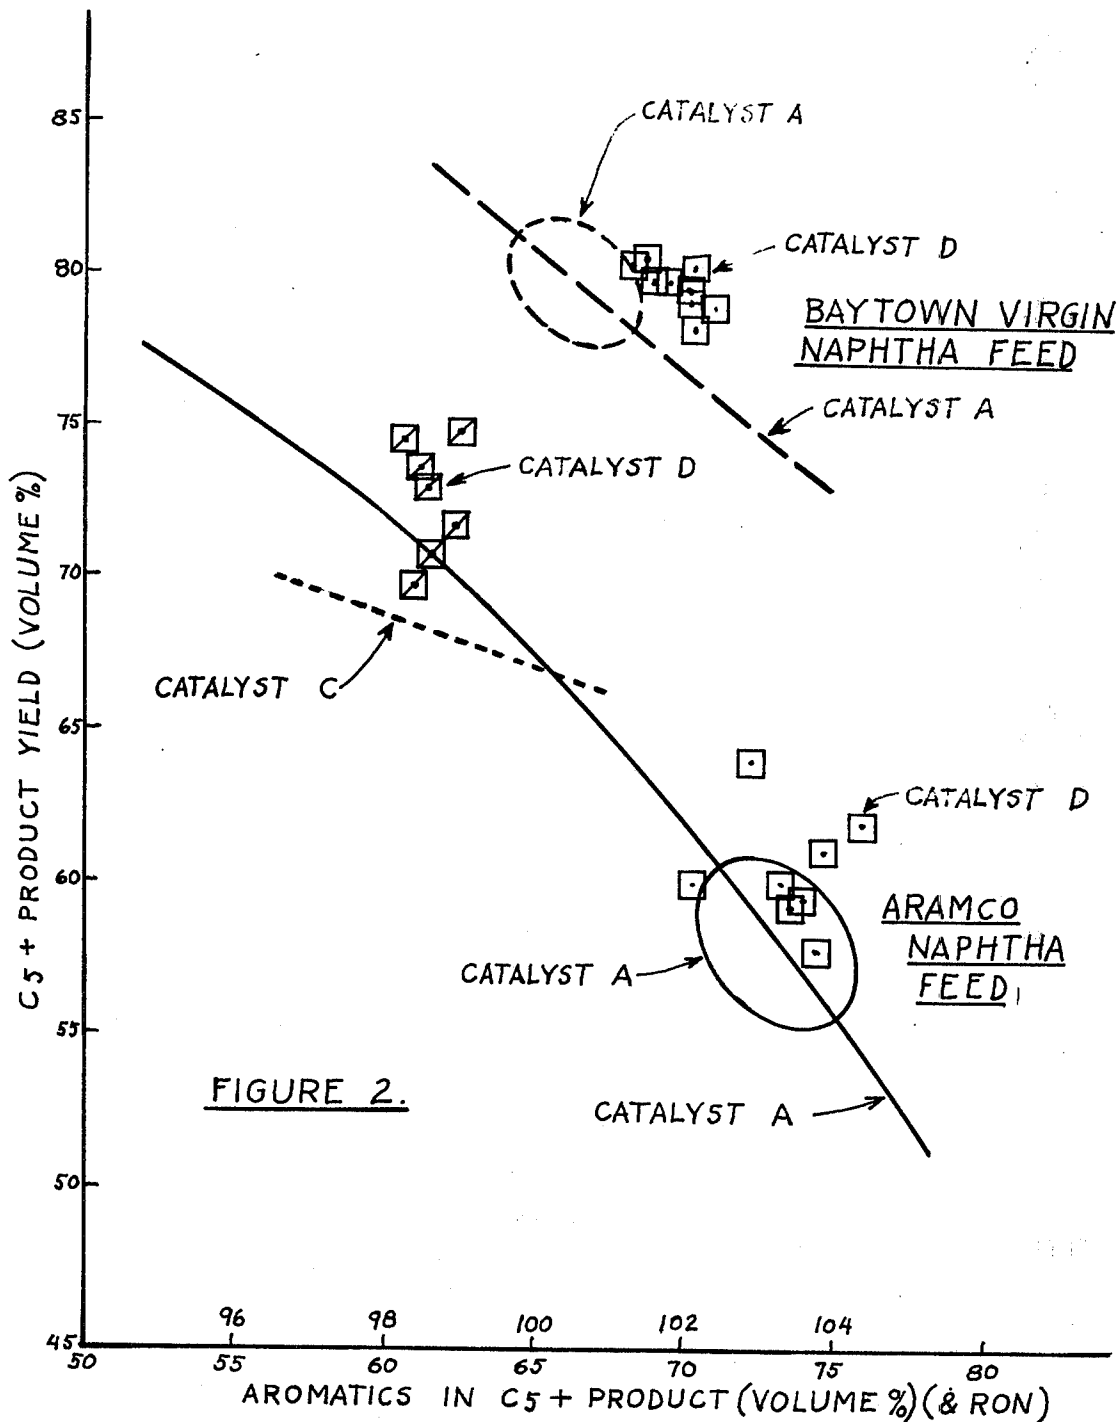 CATALYST A
85
CATALYST D
80
BAYTOWN VIRGIN
NAPHTHA FEED
CATALYST A
75
CATALYST D
70
CATALYST C
65
CATALYST D
60
ARAMCO
NAPHTHA
FEED
CATALYST A
55
FIGURE 2.
CATALYST A
50
C5+ PRODUCT YIELD (VOLUME %)
96 98 100 102 104
45
50 55 60 65 70 75 80
AROMATICS IN C5+ PRODUCT (VOLUME %) (& RON)